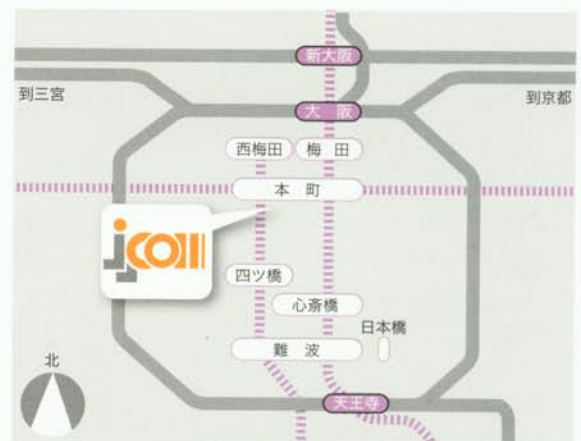 新大阪
到三宮
到京都
大 阪
西梅田
梅 田
本 町
jcom
四ツ橋
心斎橋
日本橋
難 波
北
天王寺